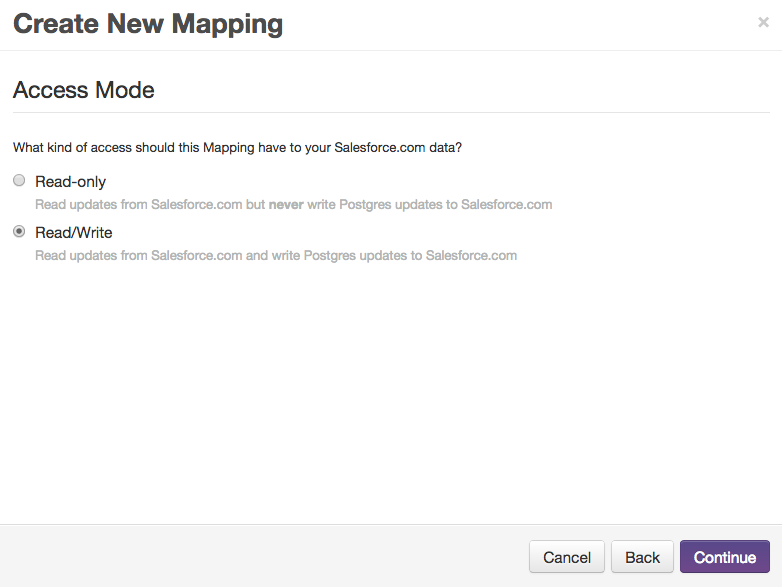 Create New Mapping
×
Access Mode
What kind of access should this Mapping have to your Salesforce.com data?
Read-only
Read updates from Salesforce.com but never write Postgres updates to Salesforce.com
Read/Write
Read updates from Salesforce.com and write Postgres updates to Salesforce.com
Cancel Back Continue